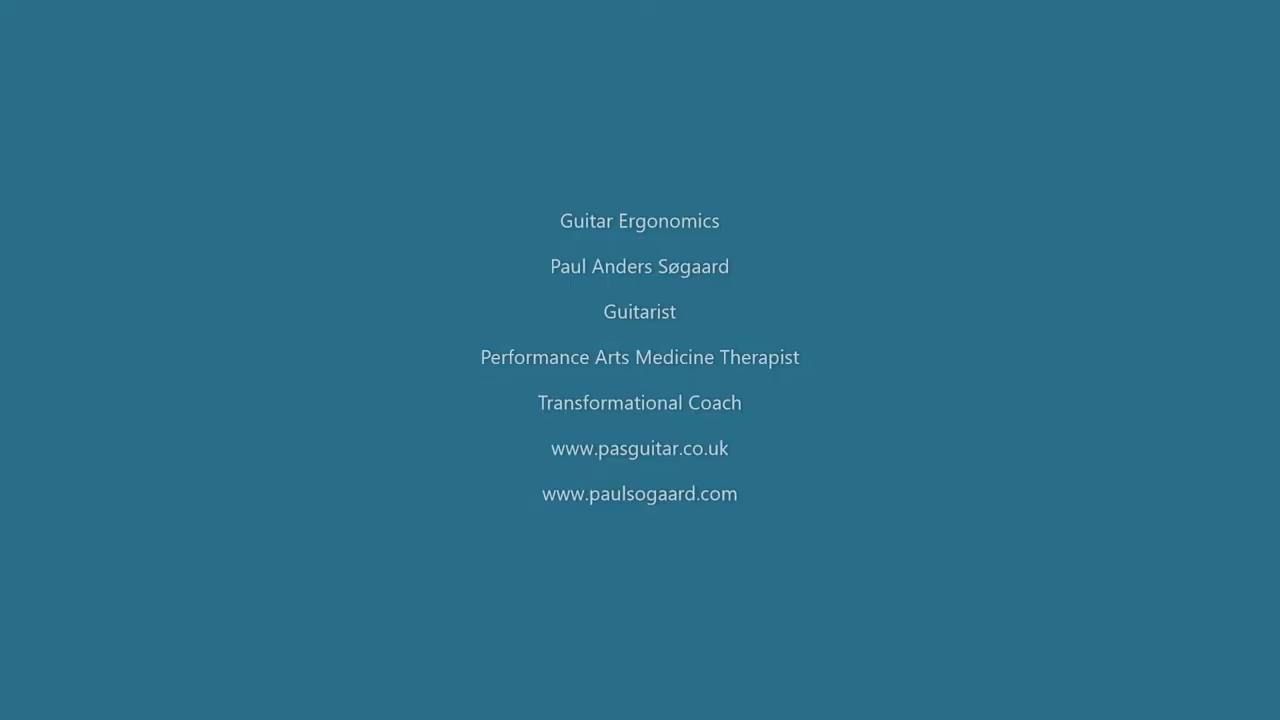 Guitar Ergonomics
Paul Anders Søgaard
Guitarist
Performance Arts Medicine Therapist
Transformational Coach
www.pasguitar.co.uk
www.paulsogaard.com